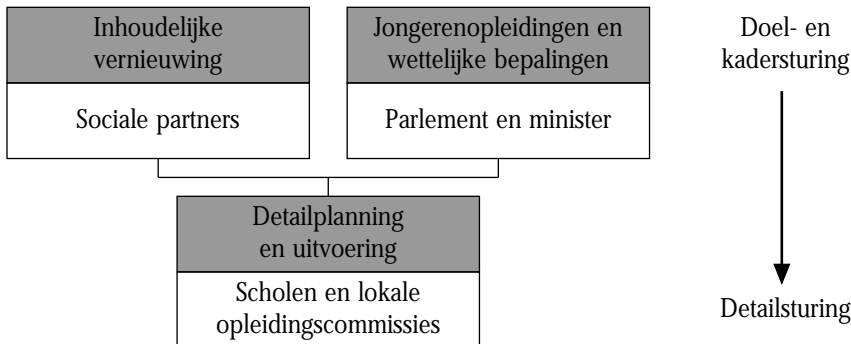 Inhoudelijke
vernieuwing
Sociale partners
Jongerenopleidingen en
wettelijke bepalingen
Parlement en minister
Doel- en
kadersturing
Detailplanning
en uitvoering
Scholen en lokale
opleidingscommissies
Detailsturing